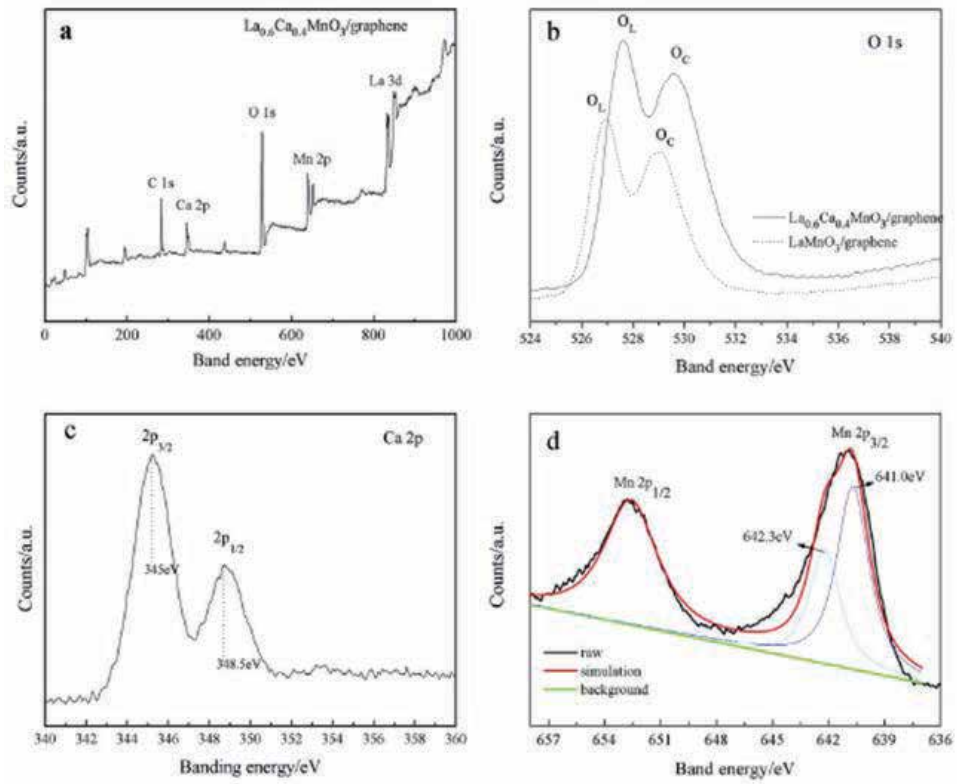 a
La0.6Ca0.4MnO3/graphene
La 3d
O 1s
Mn 2p
C 1s
Ca 2p
Counts/a.u.
0 200 400 600 800 1000
Band energy/eV
b
OL
O 1s
OC
OL
OC
La0.6Ca0.4MnO3/graphene
LaMnO3/graphene
Counts/a.u.
524 526 528 530 532 534 536 538 540
Band energy/eV
c
2p3/2
Ca 2p
2p1/2
345eV
348.5eV
Counts/a.u.
340 342 344 346 348 350 352 354 356 358 360
Banding energy/eV
d
Mn 2p3/2
Mn 2p1/2
641.0eV
642.3eV
raw
simulation
background
Counts/a.u.
657 654 651 648 645 642 639 636
Band energy/eV